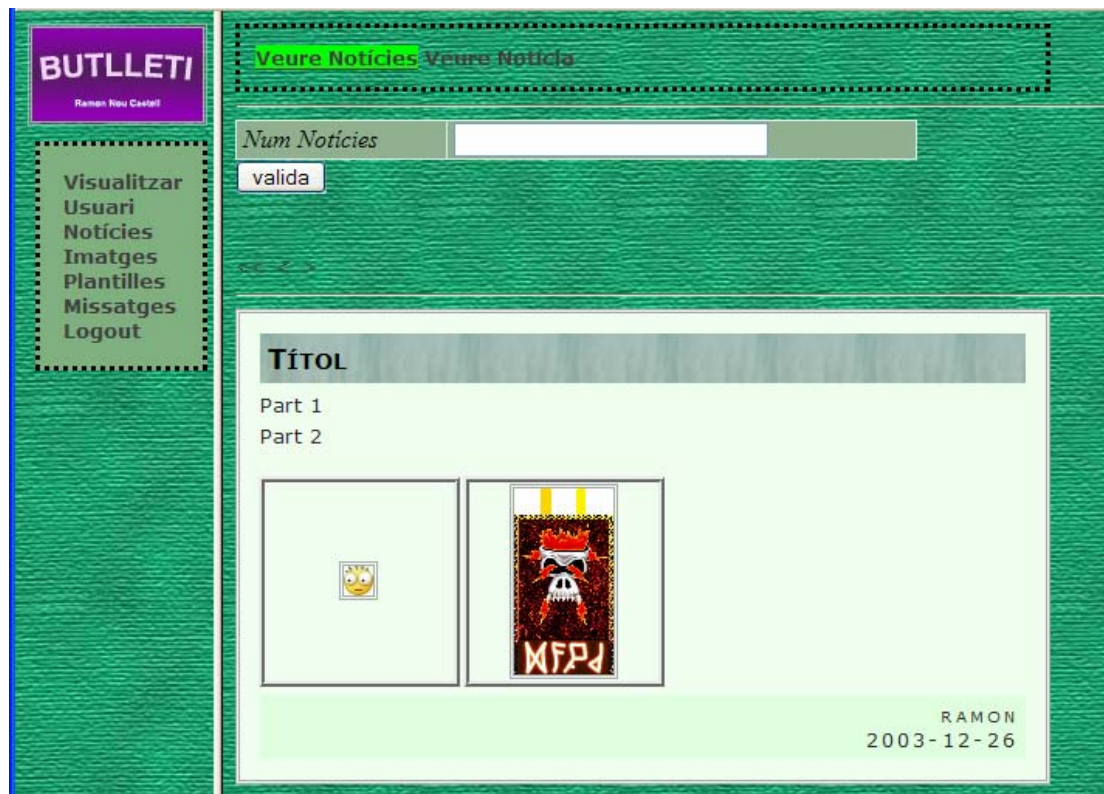 BUTLLETI
Ramon Nou Castell
Visualitzar
Usuari
Notícies
Imatges
Plantilles
Missatges
Logout
Veure Notícies Veure Notícia
Num Notícies
valida
<< < >
Títol
Part 1
Part 2
RAMON
2003-12-26